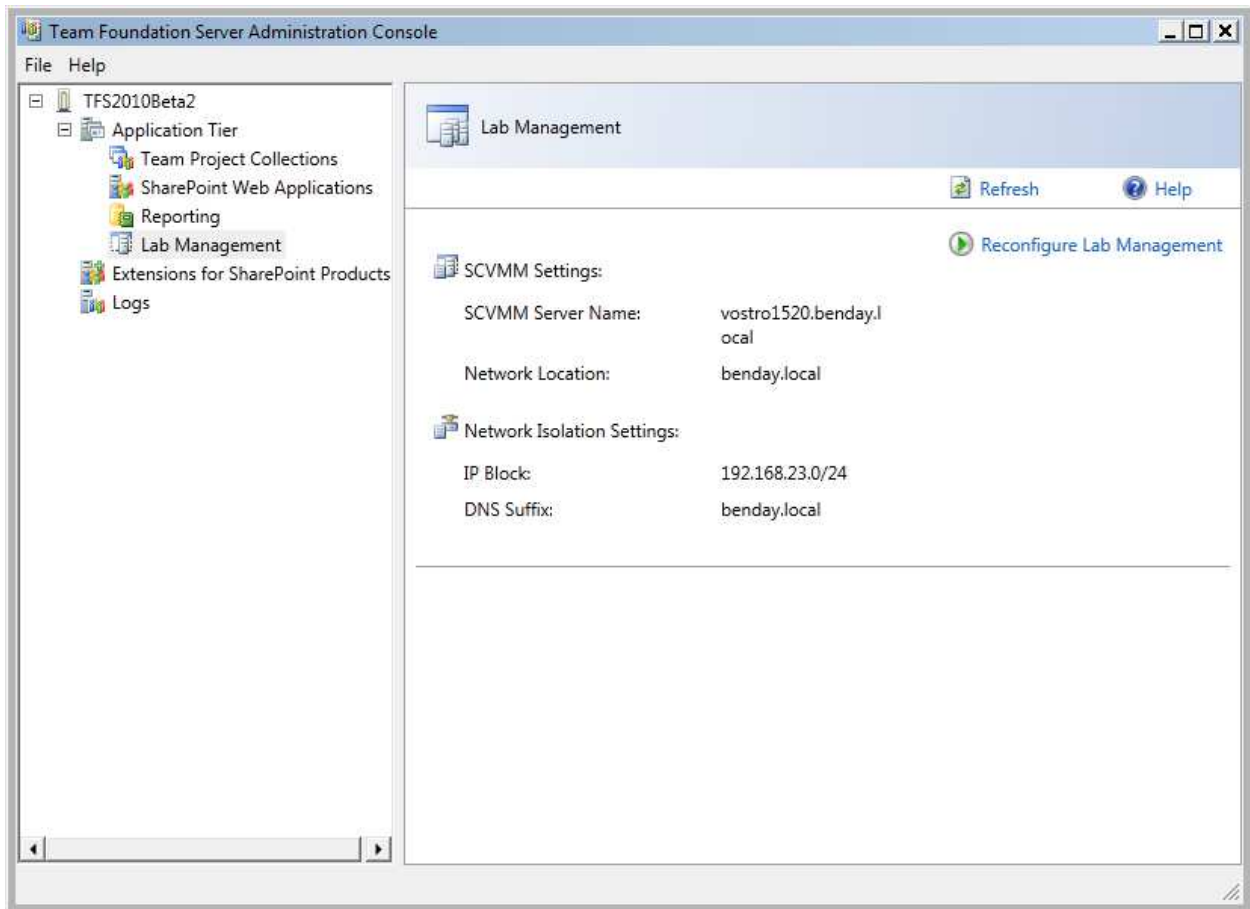 Team Foundation Server Administration Console
File Help
TFS2010Beta2
Application Tier
Team Project Collections
SharePoint Web Applications
Reporting
Lab Management
Extensions for SharePoint Products
Logs
Lab Management
Refresh Help
Reconfigure Lab Management
SCVMM Settings:
SCVMM Server Name: vostro1520.benday.l
ocal
Network Location: benday.local
Network Isolation Settings:
IP Block: 192.168.23.0/24
DNS Suffix: benday.local